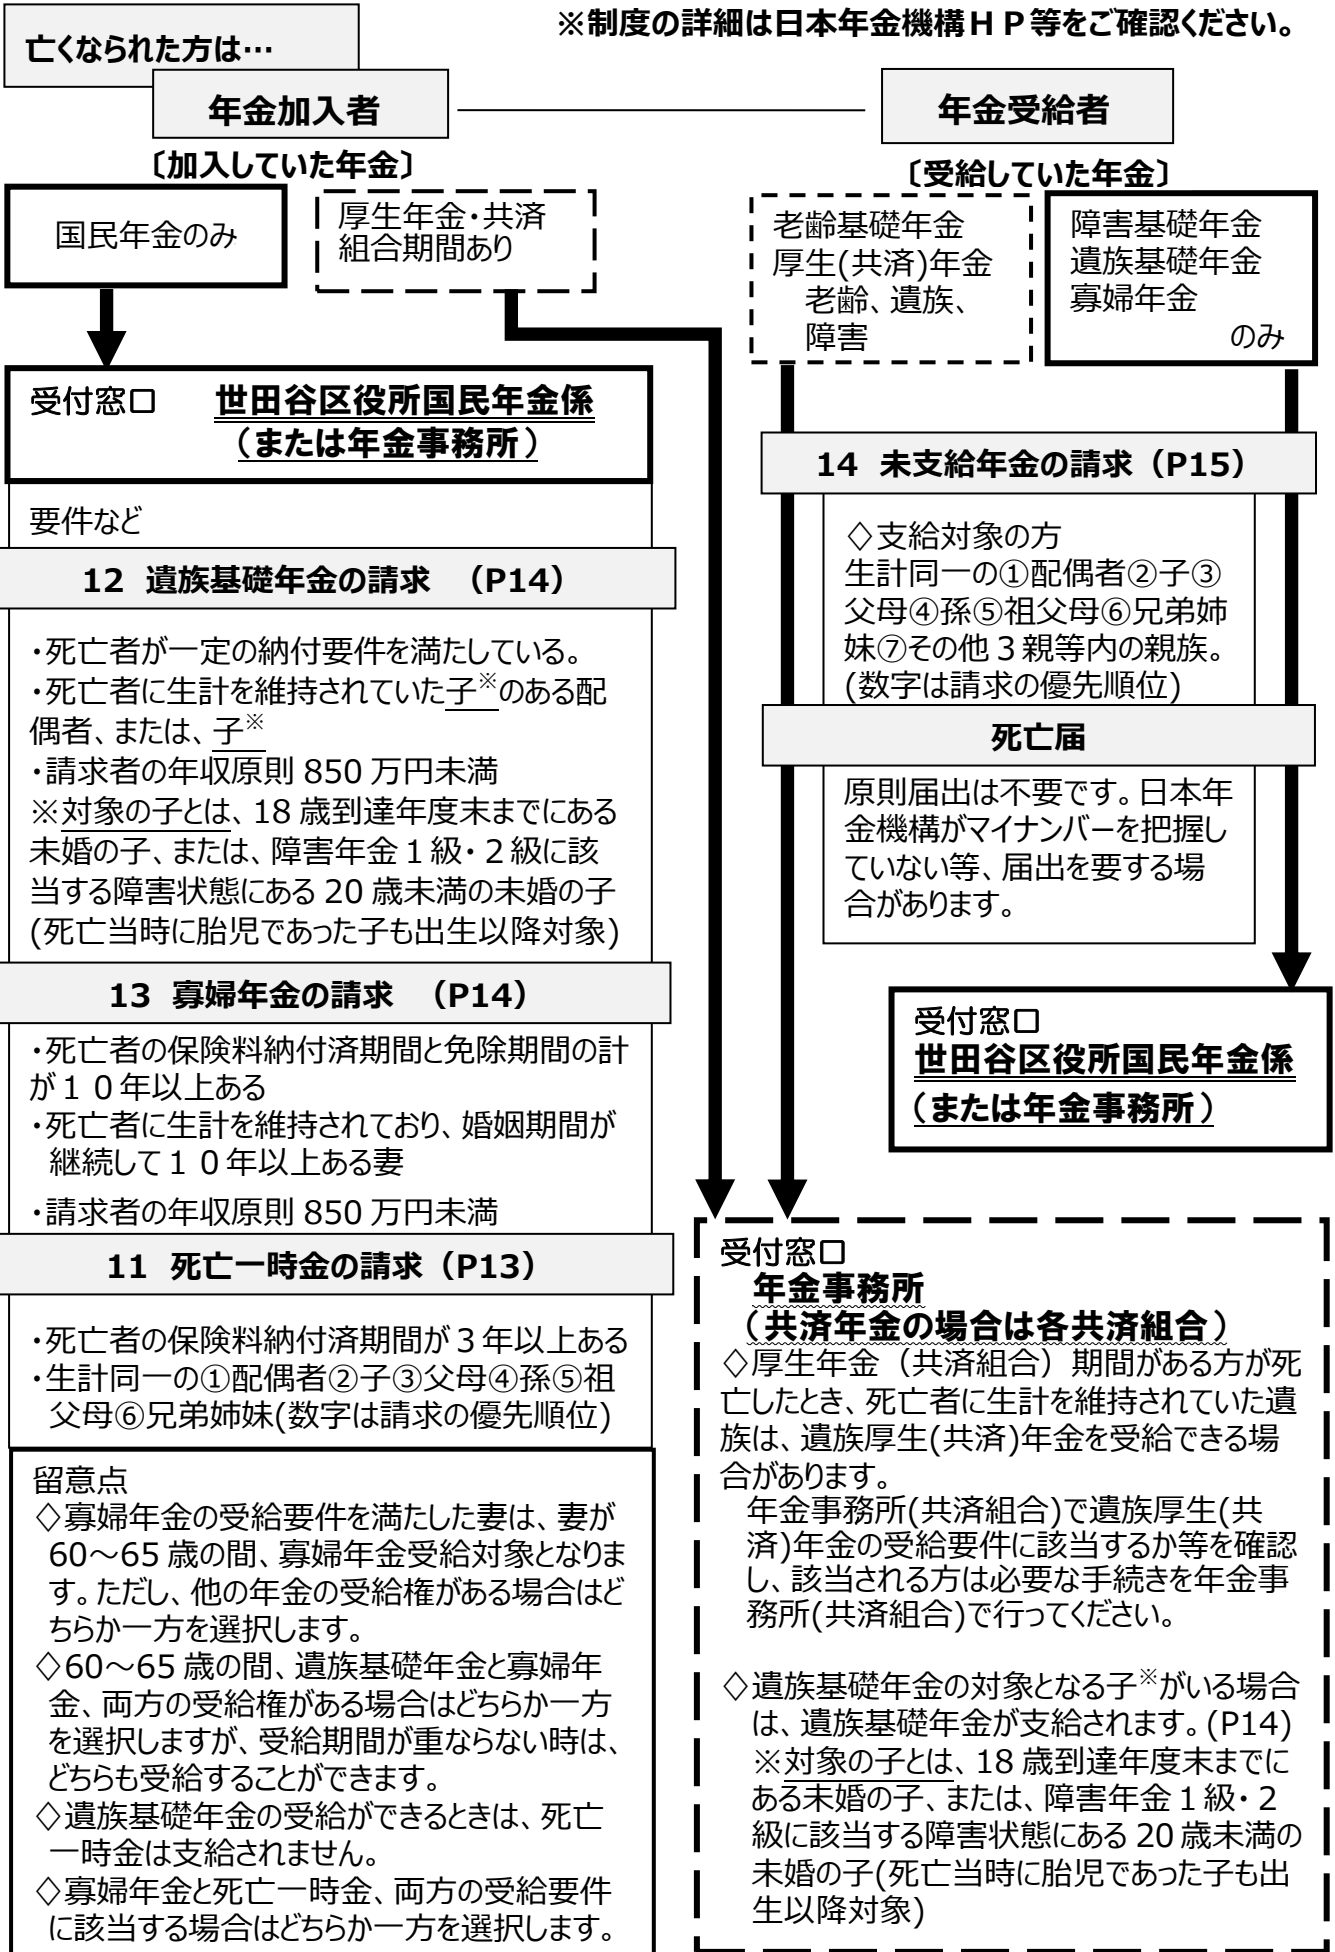 ※制度の詳細は日本年金機構ＨＰ等をご確認ください。
亡くなられた方は…
年金加入者
年金受給者
〔加入していた年金〕
〔受給していた年金〕
国民年金のみ
厚生年金・共済
組合期間あり
老齢基礎年金
厚生(共済)年金
老齢、遺族、
障害
障害基礎年金
遺族基礎年金
寡婦年金
のみ
受付窓口　世田谷区役所国民年金係
（または年金事務所）
要件など
12 遺族基礎年金の請求　（P14）
・死亡者が一定の納付要件を満たしている。
・死亡者に生計を維持されていた子※のある配
偶者、または、子※
・請求者の年収原則 850 万円未満
※対象の子とは、18 歳到達年度末までにある
未婚の子、または、障害年金１級・２級に該
当する障害状態にある 20 歳未満の未婚の子
(死亡当時に胎児であった子も出生以降対象)
13 寡婦年金の請求　（P14）
・死亡者の保険料納付済期間と免除期間の計
が１０年以上ある
・死亡者に生計を維持されており、婚姻期間が
継続して１０年以上ある妻
・請求者の年収原則 850 万円未満
11 死亡一時金の請求（P13）
・死亡者の保険料納付済期間が３年以上ある
・生計同一の①配偶者②子③父母④孫⑤祖
父母⑥兄弟姉妹(数字は請求の優先順位)
留意点
◇寡婦年金の受給要件を満たした妻は、妻が
60～65 歳の間、寡婦年金受給対象となりま
す。ただし、他の年金の受給権がある場合はど
ちらか一方を選択します。
◇60～65 歳の間、遺族基礎年金と寡婦年
金、両方の受給権がある場合はどちらか一方
を選択しますが、受給期間が重ならない時は、
どちらも受給することができます。
◇遺族基礎年金の受給ができるときは、死亡
一時金は支給されません。
◇寡婦年金と死亡一時金、両方の受給要件
に該当する場合はどちらか一方を選択します。
14 未支給年金の請求（P15）
◇支給対象の方
生計同一の①配偶者②子③
父母④孫⑤祖父母⑥兄弟姉
妹⑦その他３親等内の親族。
(数字は請求の優先順位)
死亡届
原則届出は不要です。日本年
金機構がマイナンバーを把握し
ていない等、届出を要する場
合があります。
受付窓口
世田谷区役所国民年金係
（または年金事務所）
受付窓口
年金事務所
（共済年金の場合は各共済組合）
◇厚生年金（共済組合）期間がある方が死
亡したとき、死亡者に生計を維持されていた遺
族は、遺族厚生(共済)年金を受給できる場
合があります。
年金事務所(共済組合)で遺族厚生(共
済)年金の受給要件に該当するか等を確認
し、該当される方は必要な手続きを年金事
務所(共済組合)で行ってください。
◇遺族基礎年金の対象となる子※がいる場合
は、遺族基礎年金が支給されます。(P14)
※対象の子とは、18 歳到達年度末までに
ある未婚の子、または、障害年金１級・２
級に該当する障害状態にある 20 歳未満の
未婚の子(死亡当時に胎児であった子も出
生以降対象)